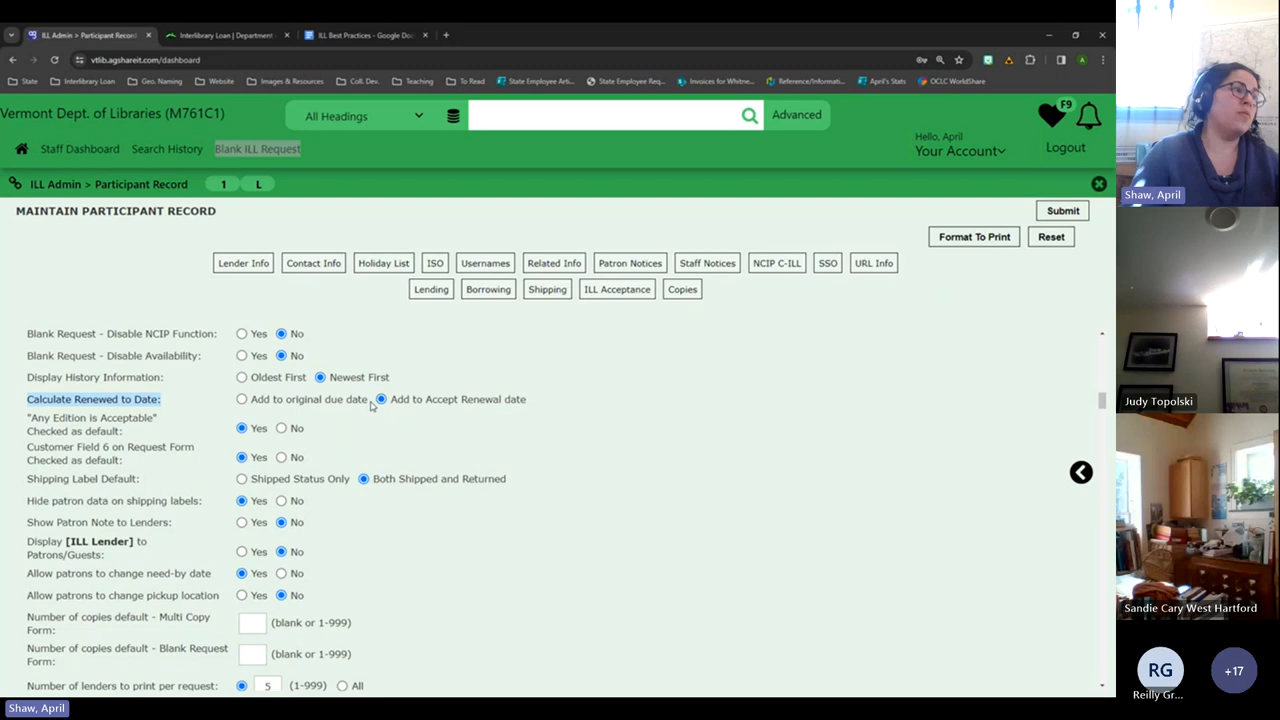 ILL Admin > Participant Record
Interlibrary Loan | Department -
ILL Best Practices - Google Doc
vtlib.agshareit.com/dashboard
State
Interlibrary Loan
Geo. Naming
Website
Images & Resources
Coll. Dev.
Teaching
To Read
State Employee Arti...
State Employee Req...
Invoices for Whitne...
Reference/Informati...
April's Stats
OCLC WorldShare
Vermont Dept. of Libraries (M761C1)
All Headings
Advanced
F9
Hello, April
Your Account
Logout
Staff Dashboard
Search History
Blank ILL Request
ILL Admin > Participant Record
1
L
MAINTAIN PARTICIPANT RECORD
Submit
Format To Print
Reset
Lender Info
Contact Info
Holiday List
ISO
Usernames
Related Info
Patron Notices
Staff Notices
NCIP C-ILL
SSO
URL Info
Lending
Borrowing
Shipping
ILL Acceptance
Copies
Blank Request - Disable NCIP Function: Yes No
Blank Request - Disable Availability: Yes No
Display History Information: Oldest First Newest First
Calculate Renewed to Date: Add to original due date Add to Accept Renewal date
"Any Edition is Acceptable"
Checked as default: Yes No
Customer Field 6 on Request Form
Checked as default: Yes No
Shipping Label Default: Shipped Status Only Both Shipped and Returned
Hide patron data on shipping labels: Yes No
Show Patron Note to Lenders: Yes No
Display [ILL Lender] to
Patrons/Guests: Yes No
Allow patrons to change need-by date Yes No
Allow patrons to change pickup location Yes No
Number of copies default - Multi Copy
Form: (blank or 1-999)
Number of copies default - Blank Request
Form: (blank or 1-999)
Number of lenders to print per request: 5 (1-999) All
Shaw, April
Judy Topolski
Sandie Cary West Hartford
RG
Reilly Gr...
+17
Shaw, April